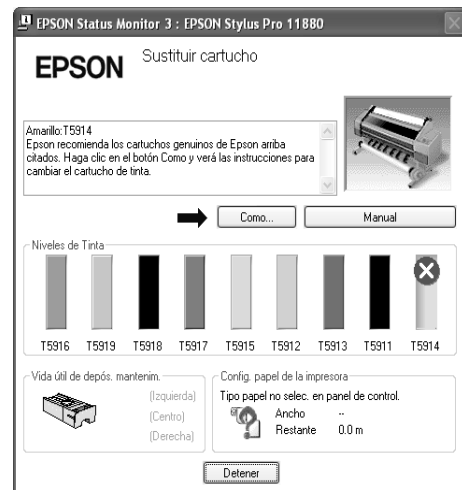 EPSON Status Monitor 3 : EPSON Stylus Pro 11880
EPSON
Sustituir cartucho
Amarillo:T5914
Epson recomienda los cartuchos genuinos de Epson arriba
citados. Haga clic en el botón Como y verá las instrucciones para
cambiar el cartucho de tinta.
Como...
Manual
Niveles de Tinta
T5916 T5919 T5918 T5917 T5915 T5912 T5913 T5911 T5914
Vida útil de depós. mantenim.
(Izquierda)
(Centro)
(Derecha)
Config. papel de la impresora
Tipo papel no selec. en panel de control.
Ancho --
Restante 0.0 m
Detener